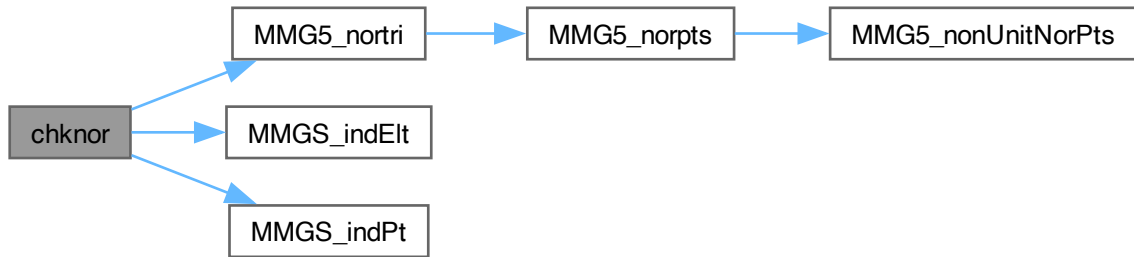 MMG5_nortri
MMG5_norpts
MMG5_nonUnitNorPts
chknor
MMGS_indElt
MMGS_indPt